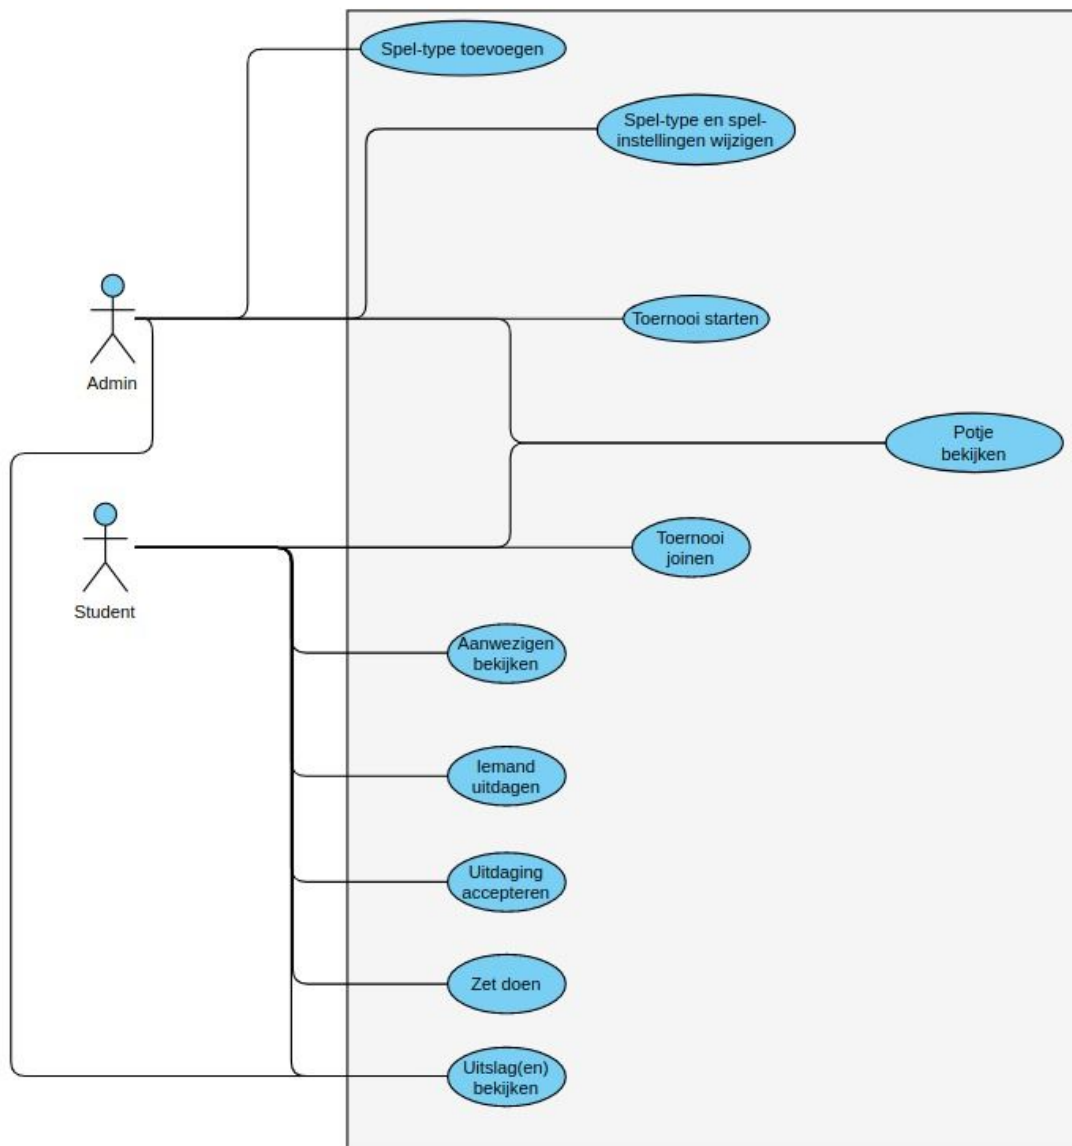 Spel-type toevoegen
Spel-type en spel-
instellingen wijzigen
Toernooi starten
Admin
Potje
bekijken
Toernooi
joinen
Student
Aanwezigen
bekijken
Iemand
uitdagen
Uitdaging
accepteren
Zet doen
Uitslag(en)
bekijken